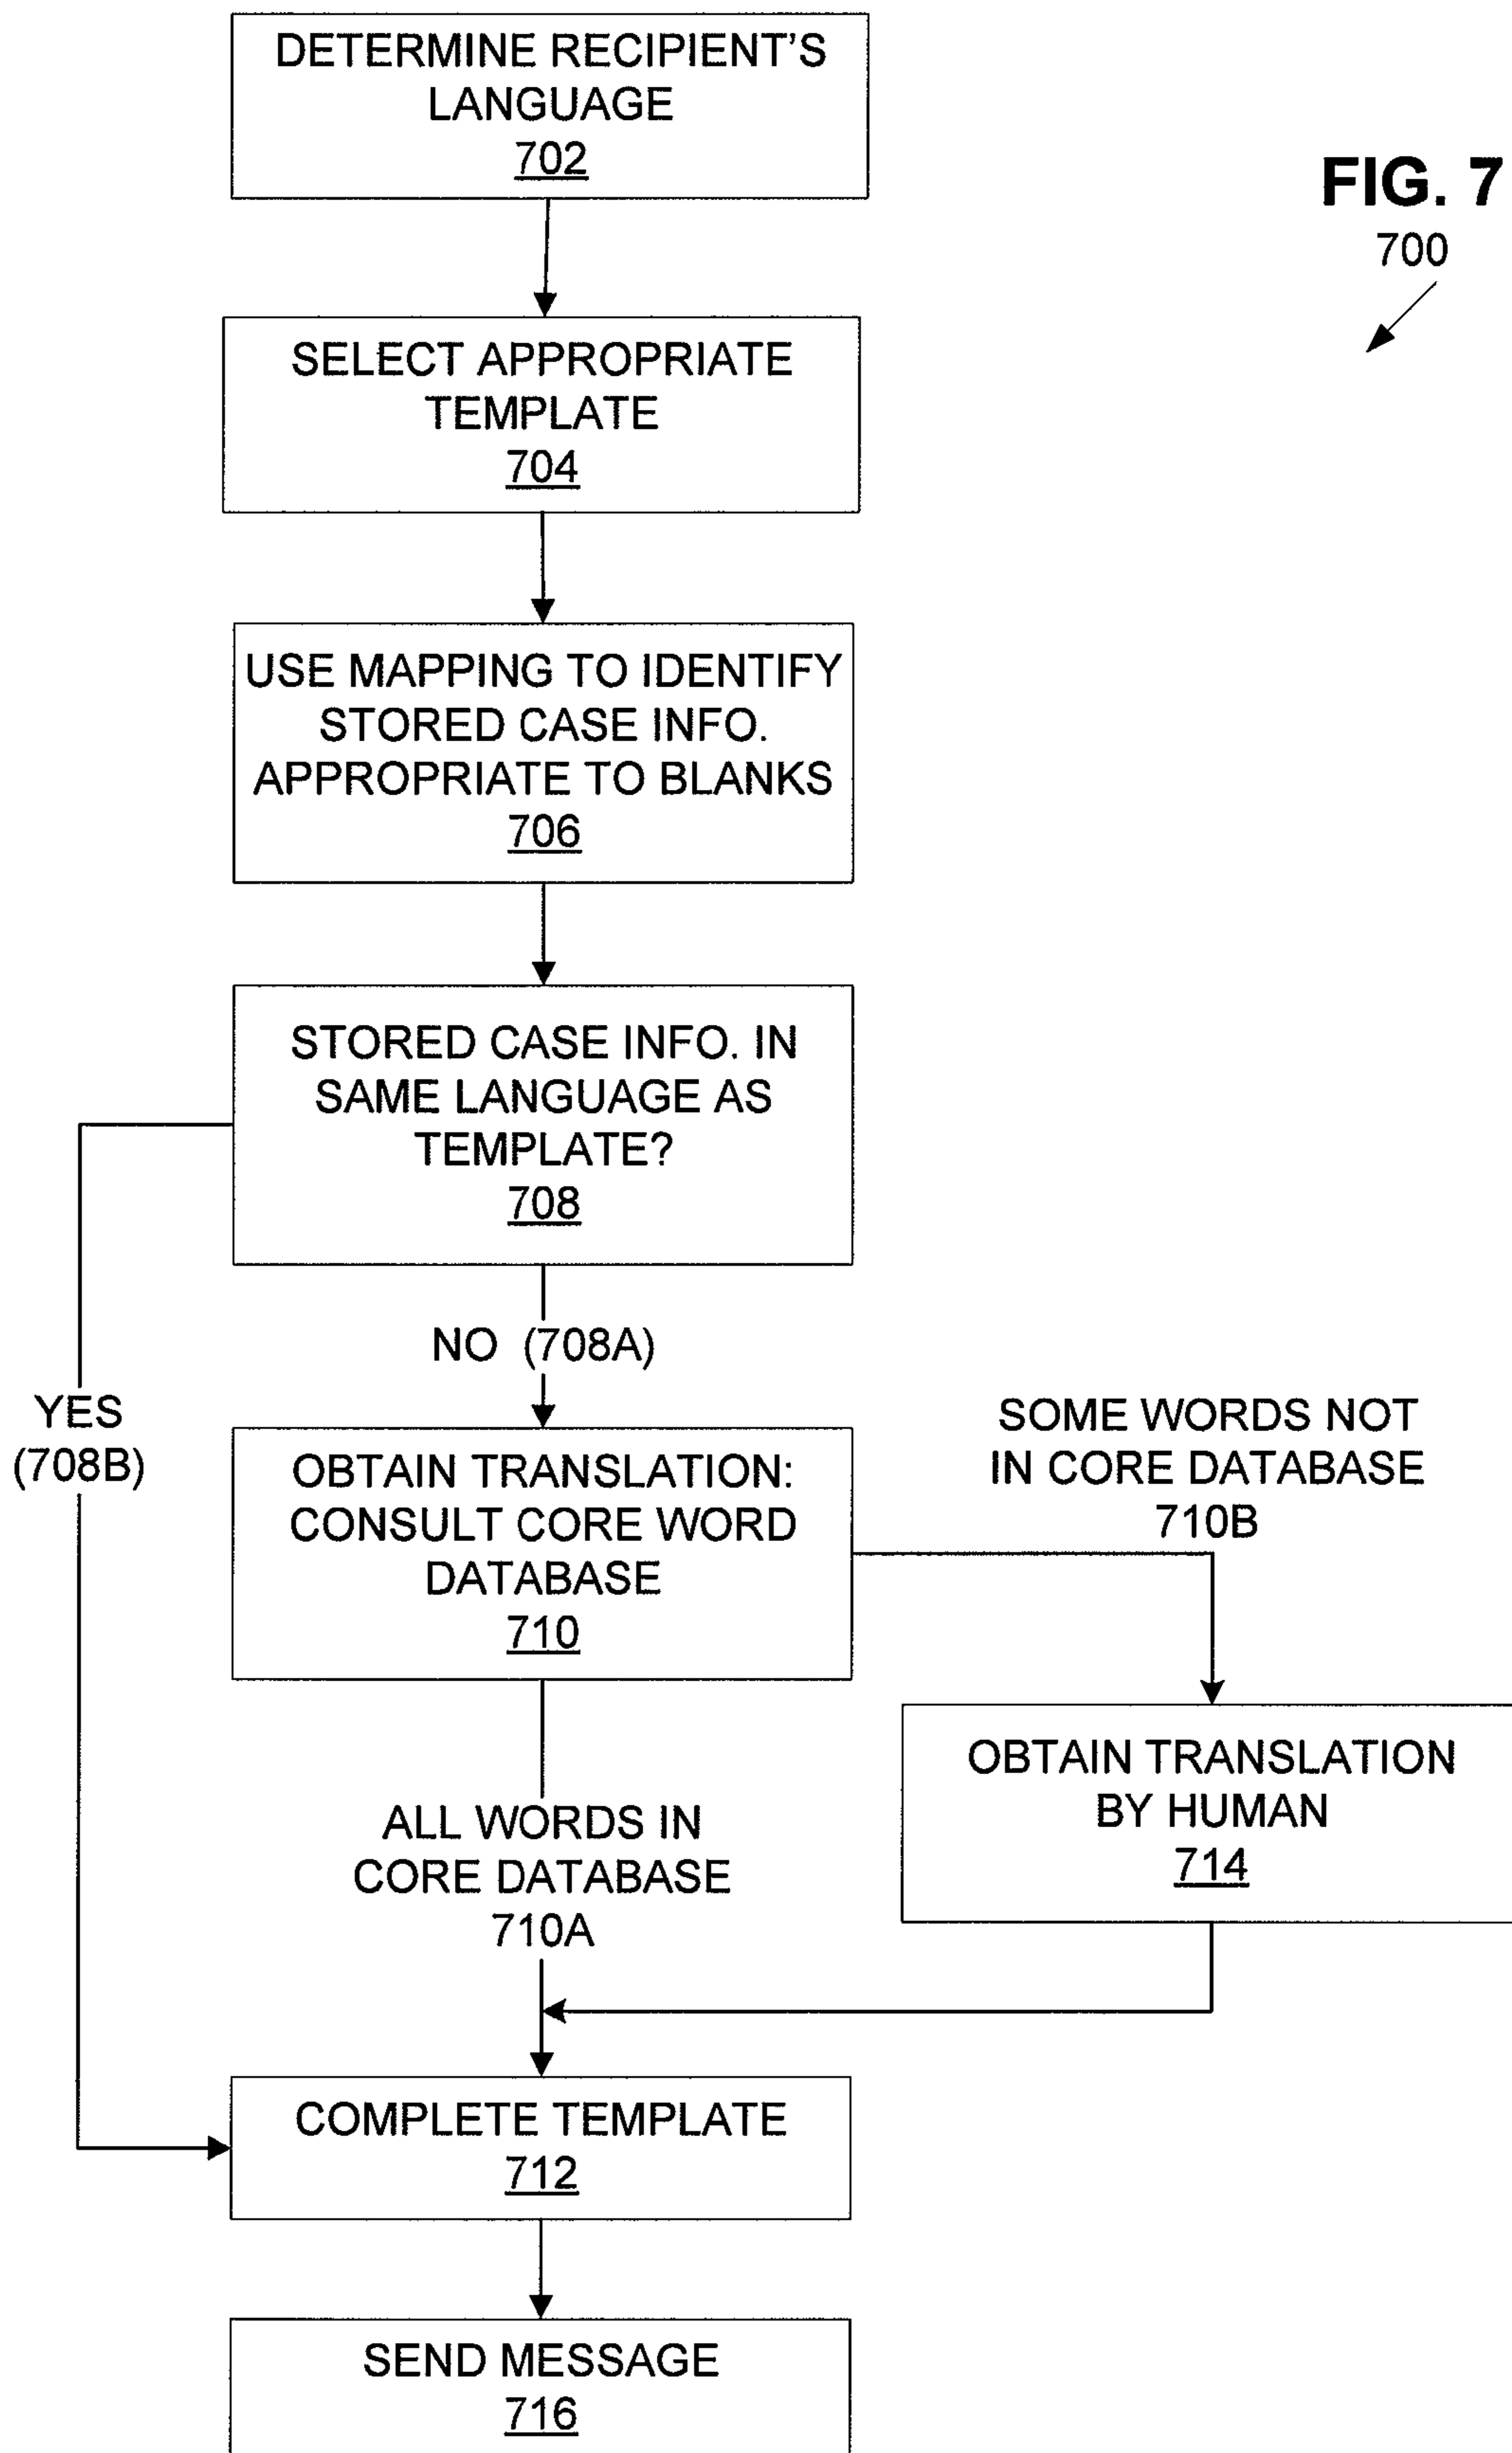 DETERMINE RECIPIENT'S
LANGUAGE
702
FIG. 7
700
SELECT APPROPRIATE
TEMPLATE
704
USE MAPPING TO IDENTIFY
STORED CASE INFO.
APPROPRIATE TO BLANKS
706
STORED CASE INFO. IN
SAME LANGUAGE AS
TEMPLATE?
708
NO (708A)
YES
(708B)
SOME WORDS NOT
IN CORE DATABASE
710B
OBTAIN TRANSLATION:
CONSULT CORE WORD
DATABASE
710
OBTAIN TRANSLATION
BY HUMAN
714
ALL WORDS IN
CORE DATABASE
710A
COMPLETE TEMPLATE
712
SEND MESSAGE
716